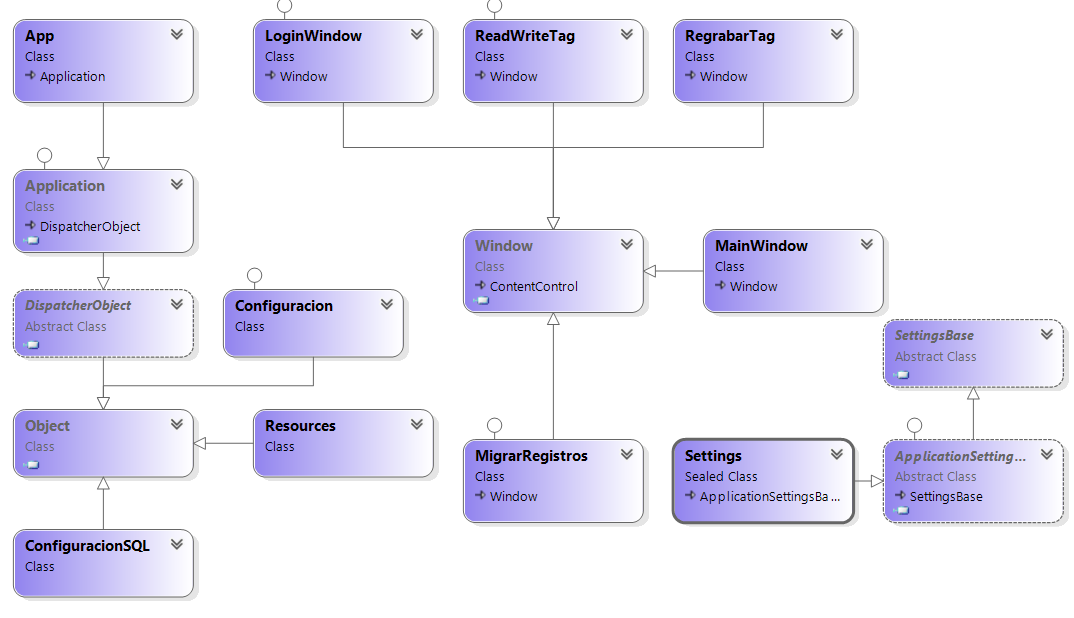 App
Class
Application
LoginWindow
Class
Window
ReadWriteTag
Class
Window
RegrabarTag
Class
Window
Application
Class
DispatcherObject
Window
Class
ContentControl
MainWindow
Class
Window
DispatcherObject
Abstract Class
Configuracion
Class
SettingsBase
Abstract Class
Object
Class
Resources
Class
MigrarRegistros
Class
Window
Settings
Sealed Class
ApplicationSettingsBa...
ApplicationSetting...
Abstract Class
SettingsBase
ConfiguracionSQL
Class